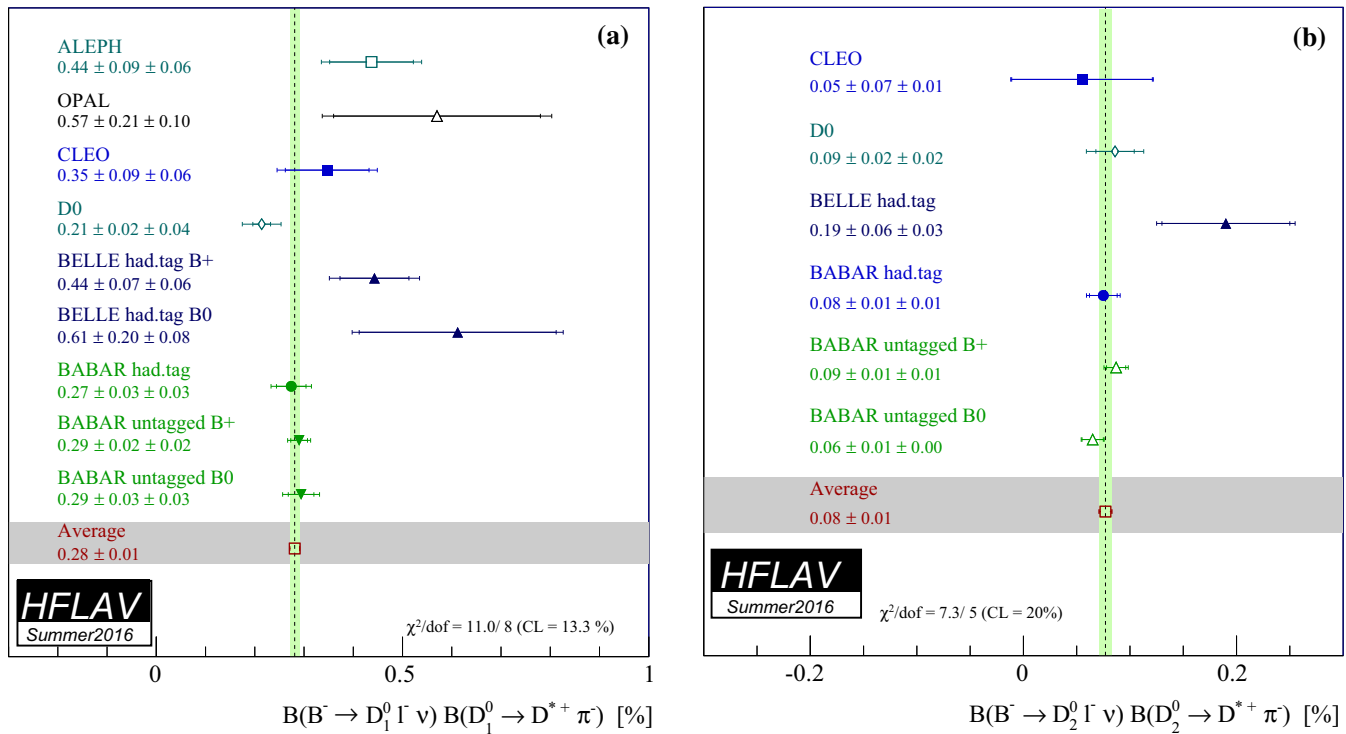 (a)
ALEPH
0.44 ± 0.09 ± 0.06
OPAL
0.57 ± 0.21 ± 0.10
CLEO
0.35 ± 0.09 ± 0.06
D0
0.21 ± 0.02 ± 0.04
BELLE had.tag B+
0.44 ± 0.07 ± 0.06
BELLE had.tag B0
0.61 ± 0.20 ± 0.08
BABAR had.tag
0.27 ± 0.03 ± 0.03
BABAR untagged B+
0.29 ± 0.02 ± 0.02
BABAR untagged B0
0.29 ± 0.03 ± 0.03
Average
0.28 ± 0.01
HFLAV
Summer2016
χ²/dof = 11.0/ 8 (CL = 13.3 %)
0 0.5 1
B(B⁻ → D₁⁰ l⁻ ν) B(D₁⁰ → D*⁺ π⁻) [%]
(b)
CLEO
0.05 ± 0.07 ± 0.01
D0
0.09 ± 0.02 ± 0.02
BELLE had.tag
0.19 ± 0.06 ± 0.03
BABAR had.tag
0.08 ± 0.01 ± 0.01
BABAR untagged B+
0.09 ± 0.01 ± 0.01
BABAR untagged B0
0.06 ± 0.01 ± 0.00
Average
0.08 ± 0.01
HFLAV
Summer2016
χ²/dof = 7.3/ 5 (CL = 20%)
-0.2 0 0.2
B(B⁻ → D₂⁰ l⁻ ν) B(D₂⁰ → D*⁺ π⁻) [%]